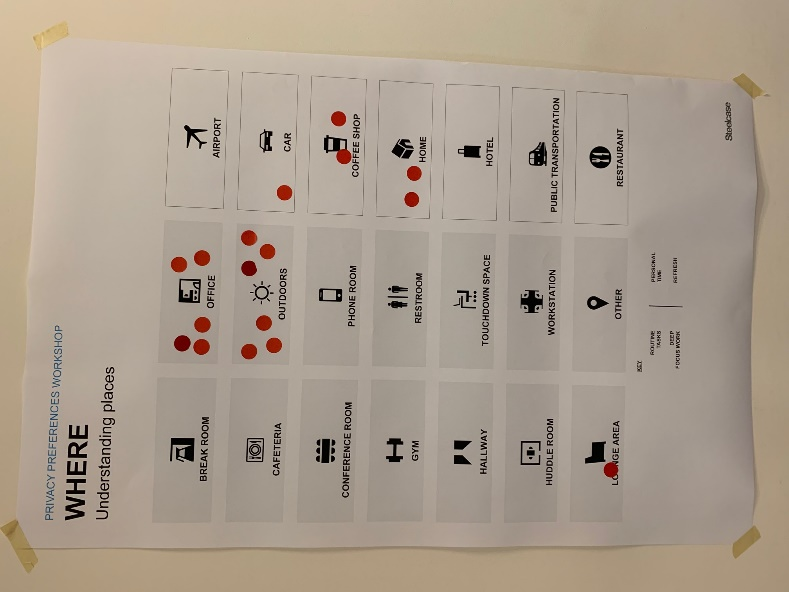 PRIVACY PREFERENCES WORKSHOP
WHERE
Understanding places
BREAK ROOM
OFFICE
AIRPORT
CAFETERIA
OUTDOORS
CAR
CONFERENCE ROOM
PHONE ROOM
COFFEE SHOP
GYM
RESTROOM
HOME
HALLWAY
TOUCHDOWN SPACE
HOTEL
HUDDLE ROOM
WORKSTATION
PUBLIC TRANSPORTATION
LOUNGE AREA
OTHER
RESTAURANT
KEY
ROUTINE
TASKS
PERSONAL
TIME
DEEP
FOCUS WORK
REFRESH
Steelcase